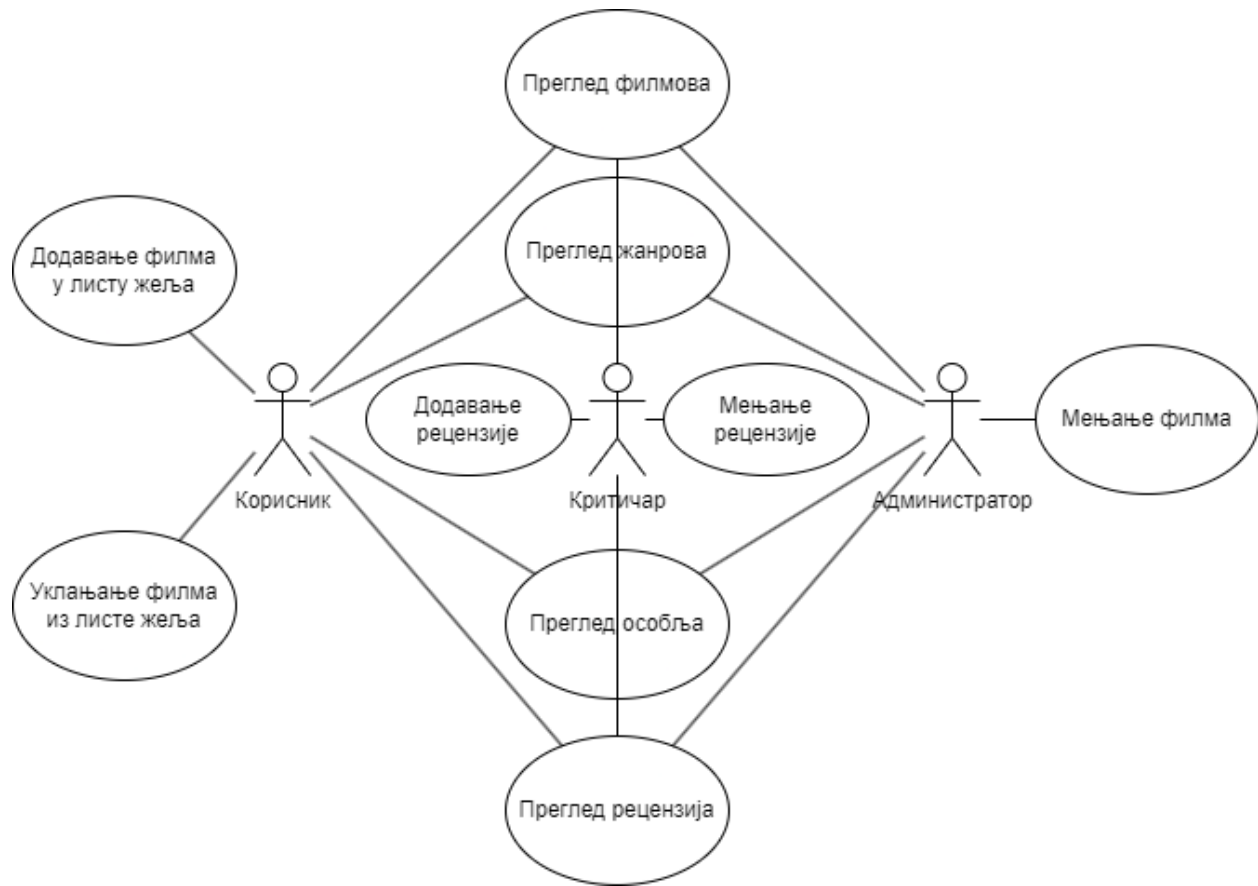 Преглед филмова
Преглед жанрова
Додавање филма
у листу жеља
Додавање
рецензије
Мењање
рецензије
Мењање филма
Корисник
Критичар
Администратор
Уклањање филма
из листе жеља
Преглед особља
Преглед рецензија